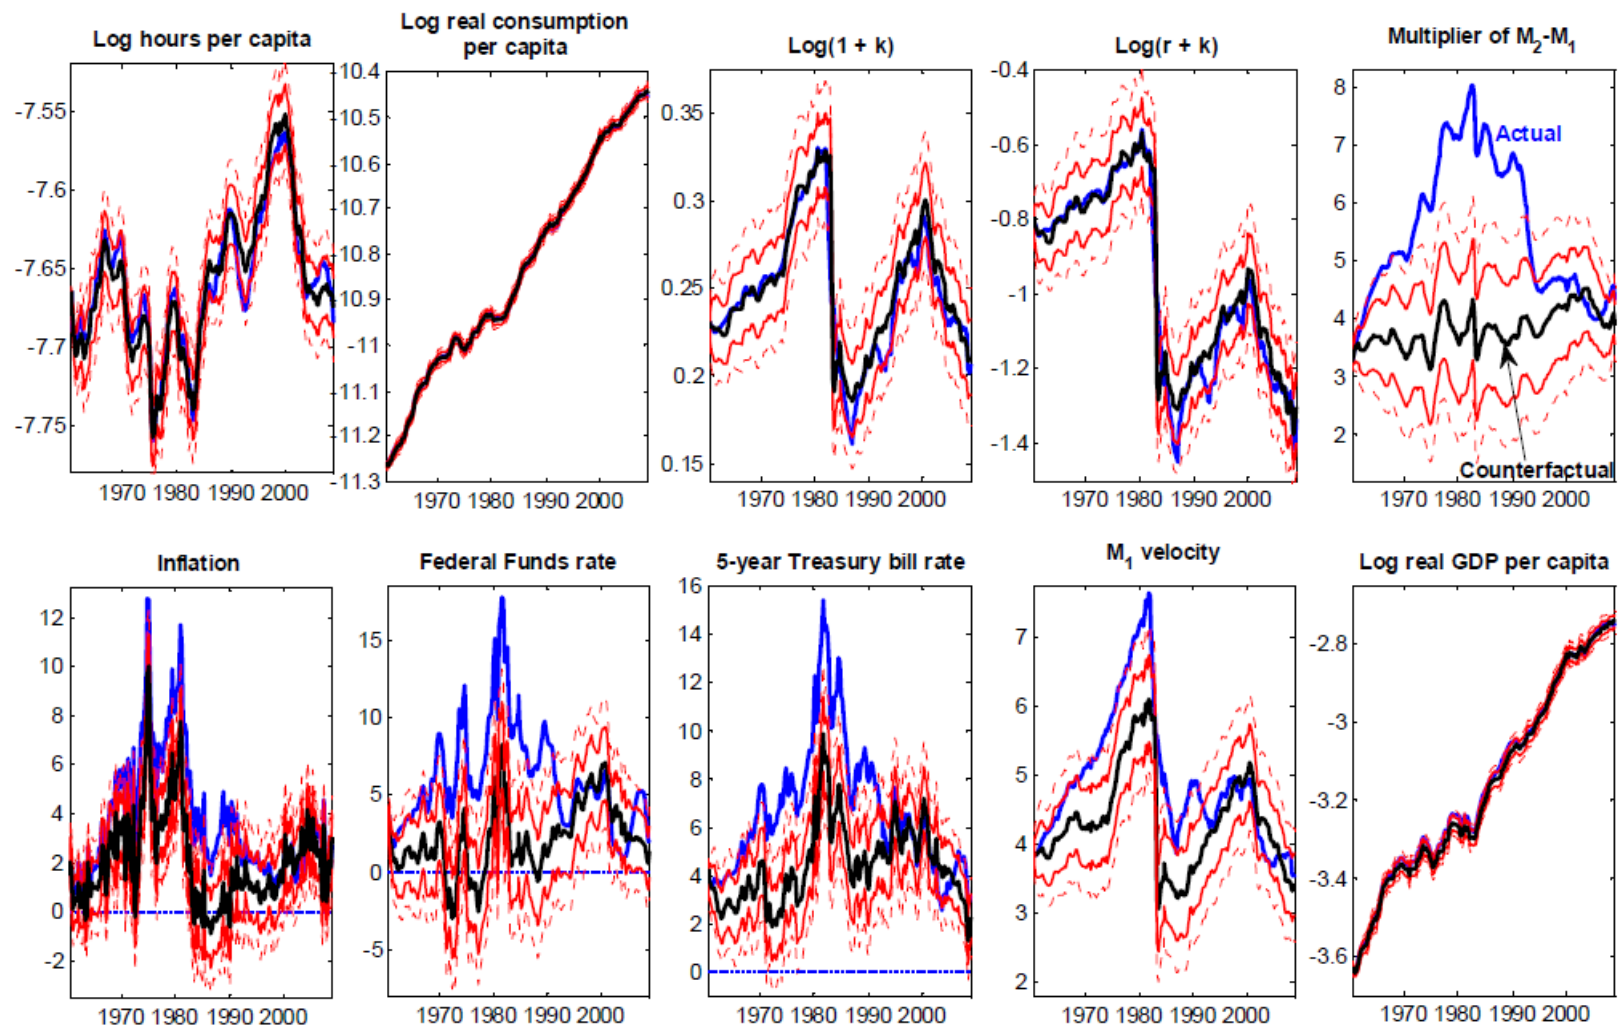 Log hours per capita
-7.55
-7.6
-7.65
-7.7
-7.75
1970 1980 1990 2000
Log real consumption
per capita
10.4
10.5
10.6
10.7
10.8
10.9
-11
11.1
11.2
-11.3
1970 1980 1990 2000
Log(1 + k)
0.35
0.3
0.25
0.2
0.15
1970 1980 1990 2000
Log(r + k)
-0.4
-0.6
-0.8
-1
-1.2
-1.4
1970 1980 1990 2000
Multiplier of M2-M1
8
7
6
5
4
3
2
Actual
Counterfactual
1970 1980 1990 2000
Inflation
12
10
8
6
4
2
0
-2
1970 1980 1990 2000
Federal Funds rate
15
10
5
0
-5
1970 1980 1990 2000
5-year Treasury bill rate
16
14
12
10
8
6
4
2
0
1970 1980 1990 2000
M1 velocity
7
6
5
4
3
2
1970 1980 1990 2000
Log real GDP per capita
-2.8
-3
-3.2
-3.4
-3.6
1970 1980 1990 2000